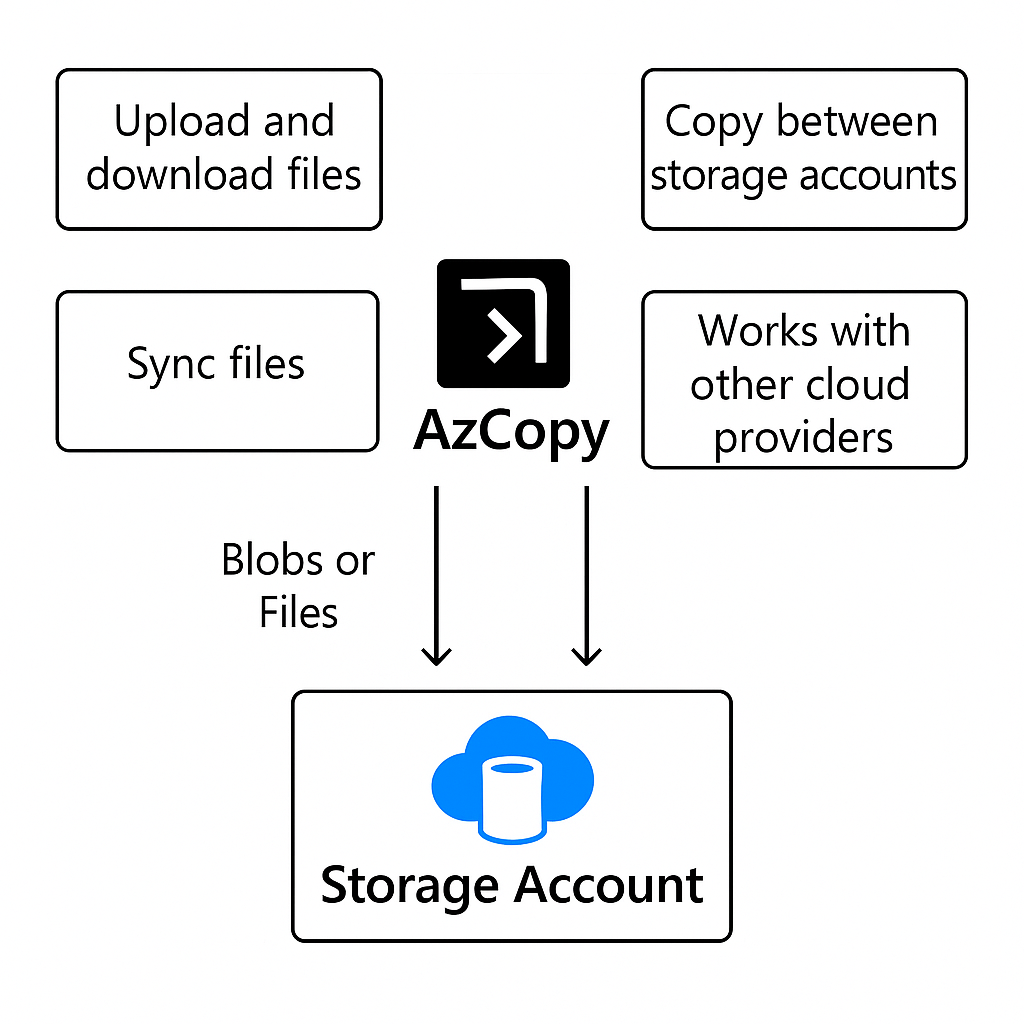 Upload and
download files
Copy between
storage accounts
Sync files
Works with
other cloud
providers
AzCopy
Blobs or
Files
Storage Account